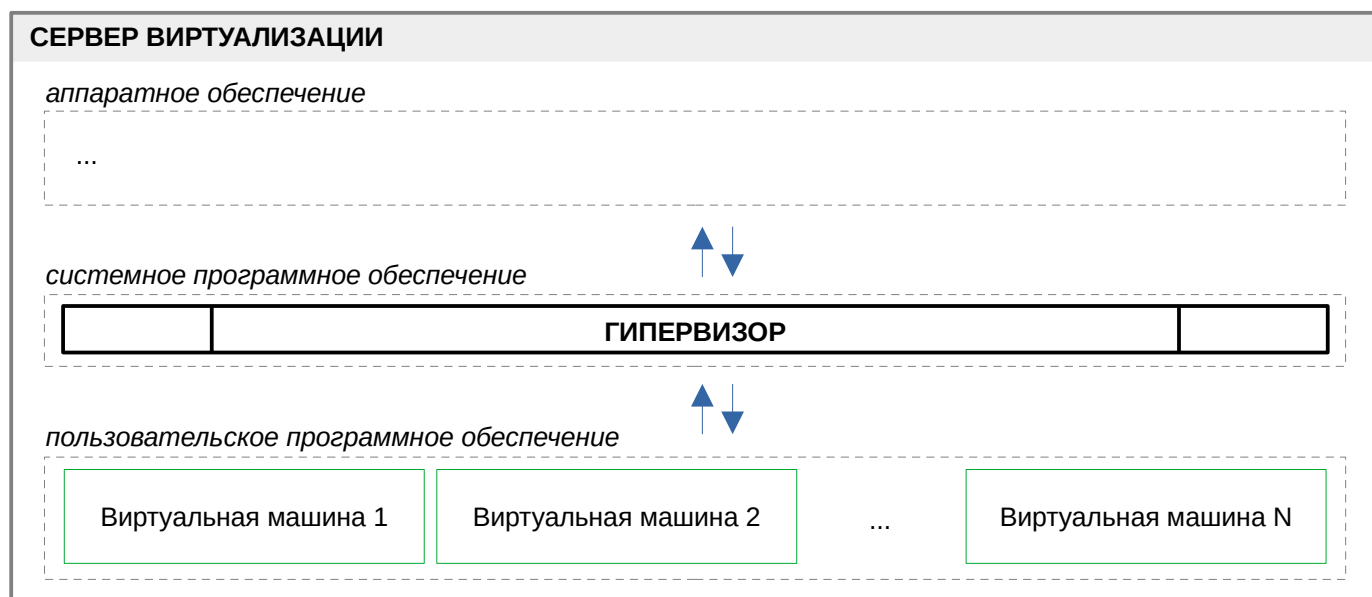 СЕРВЕР ВИРТУАЛИЗАЦИИ
аппаратное обеспечение
...
системное программное обеспечение
ГИПЕРВИЗОР
пользовательское программное обеспечение
Виртуальная машина 1 Виртуальная машина 2 ... Виртуальная машина N